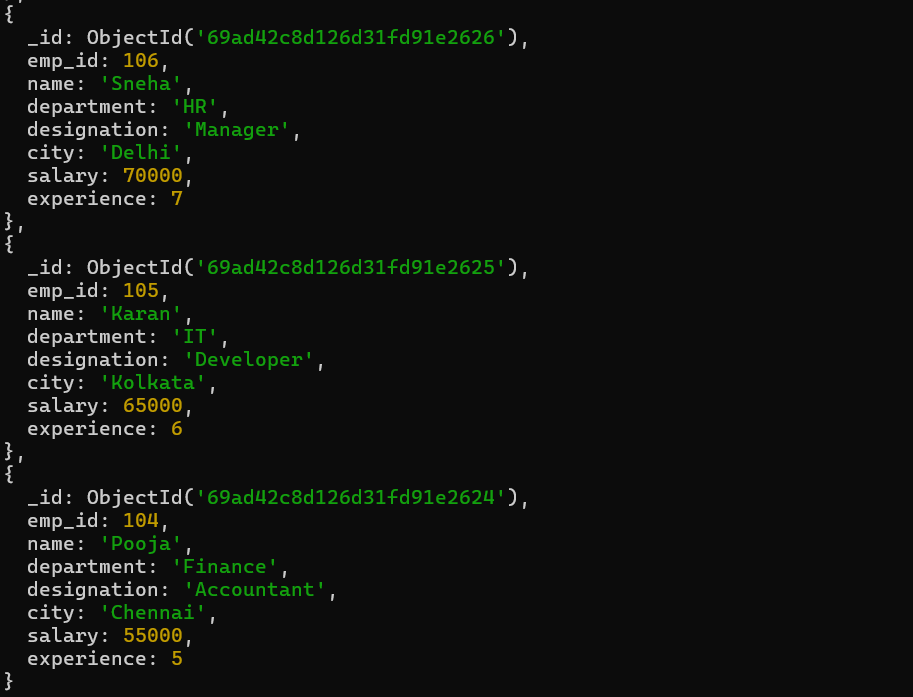 {
  _id: ObjectId('69ad42c8d126d31fd91e2626'),
  emp_id: 106,
  name: 'Sneha',
  department: 'HR',
  designation: 'Manager',
  city: 'Delhi',
  salary: 70000,
  experience: 7
},
{
  _id: ObjectId('69ad42c8d126d31fd91e2625'),
  emp_id: 105,
  name: 'Karan',
  department: 'IT',
  designation: 'Developer',
  city: 'Kolkata',
  salary: 65000,
  experience: 6
},
{
  _id: ObjectId('69ad42c8d126d31fd91e2624'),
  emp_id: 104,
  name: 'Pooja',
  department: 'Finance',
  designation: 'Accountant',
  city: 'Chennai',
  salary: 55000,
  experience: 5
}